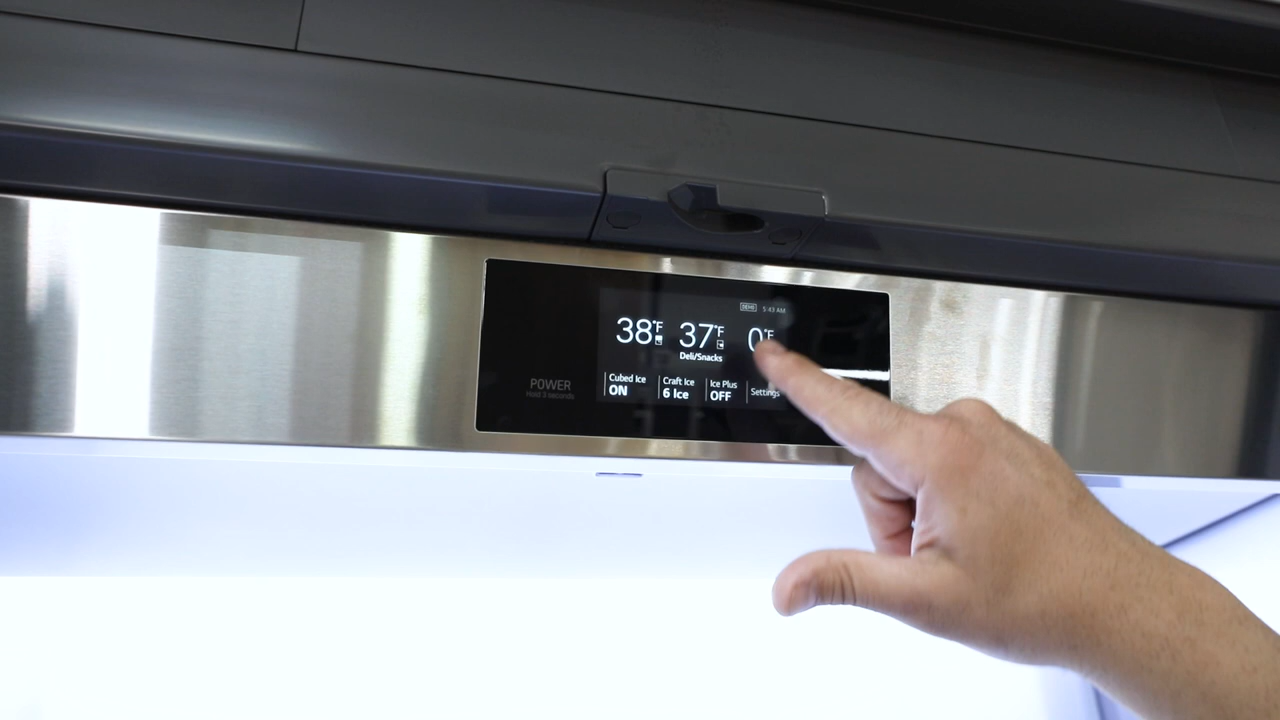 DEMO 5:43 AM
38°F 37°F 0°F
Deli/Snacks
Cubed Ice Craft Ice Ice Plus Settings
ON 6 Ice OFF
POWER
Hold 3 seconds